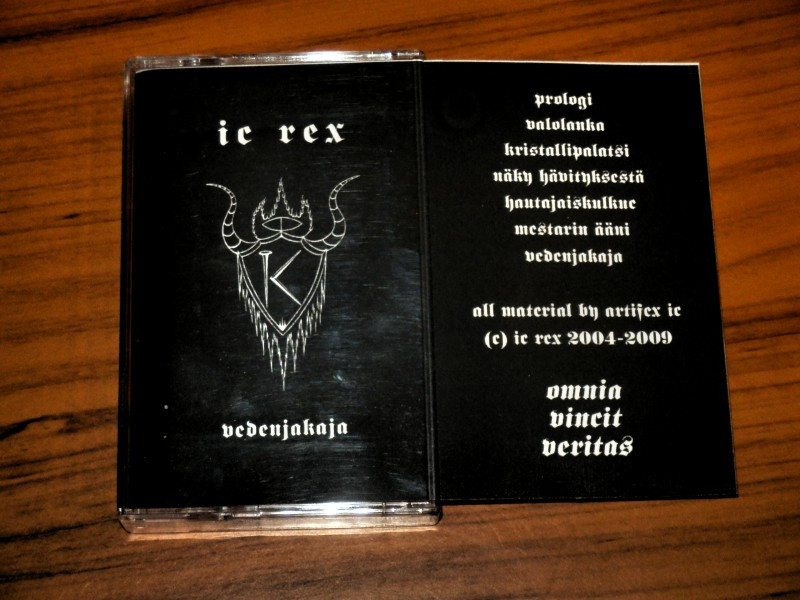 ic rex
K
vedenjakaja
prologi
valolanka
kristallipalatsi
näky hävityksestä
hautajaiskulkue
mestarin ääni
vedenjakaja
all material by artifex ic
(c) ic rex 2004-2009
omnia
vincit
veritas